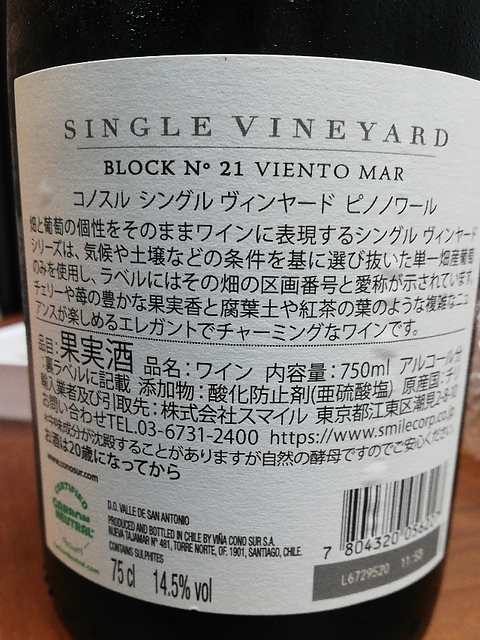 SINGLE VINEYARD
BLOCK Nº 21 VIENTO MAR
コノスル シングル ヴィンヤード ピノノワール
畑と葡萄の個性をそのままワインに表現するシングル ヴィンヤード
シリーズは、気候や土壌などの条件を基に選び抜いた単一畑産葡萄
のみを使用し、ラベルにはその畑の区画番号と愛称が示されています。
チェリーや苺の豊かな果実香と腐葉土や紅茶の葉のような複雑なニュ
アンスが楽しめるエレガントでチャーミングなワインです。
品目:果実酒 品名:ワイン 内容量:750ml アルコール分
:裏ラベルに記載 添加物:酸化防止剤(亜硫酸塩) 原産国:チリ
輸入業者及び引取先:株式会社スマイル 東京都江東区潮見2-8-10
お問い合わせTEL.03-6731-2400 https://www.smilecorp.co.jp
味成分が沈殿することがありますが自然の酵母ですのでご安心ください
お酒は20歳になってから
www.conosur.com
CERTIFIED
CARBON
NEUTRAL
D.O. VALLE DE SAN ANTONIO
PRODUCED AND BOTTLED IN CHILE BY VIÑA CONO SUR S.A.
NUEVA TAJAMAR Nº 481, TORRE NORTE, OF. 1901, SANTIAGO, CHILE.
CONTAINS SULPHITES
75 cl 14.5% vol
7 804320
L6729520 11:58